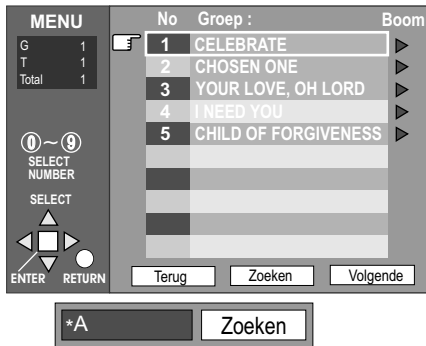 MENU
G 1
T 1
Total 1
0~9
SELECT
NUMBER
SELECT
ENTER RETURN
No Groep : Boom
1 CELEBRATE
2 CHOSEN ONE
3 YOUR LOVE, OH LORD
4 I NEED YOU
5 CHILD OF FORGIVENESS
Terug Zoeken Volgende
*A Zoeken